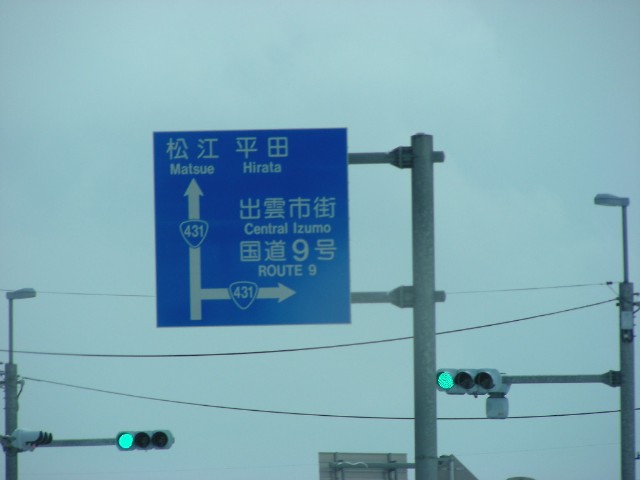 松江 平田
Matsue Hirata
出雲市街
431
Central Izumo
国道9号
ROUTE 9
431